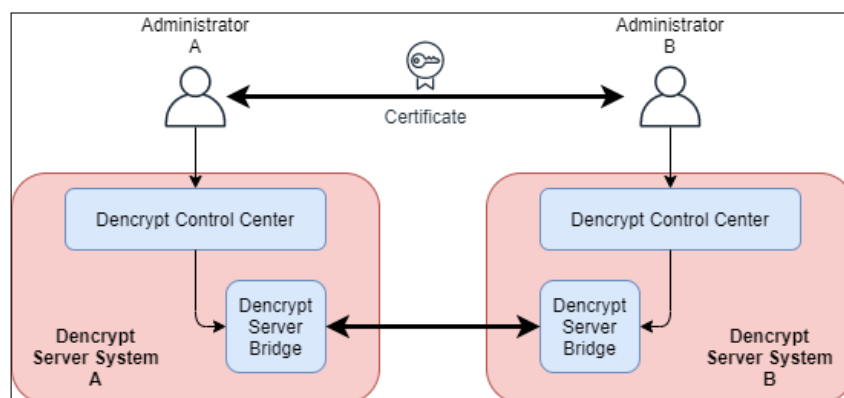 Administrator
A
Administrator
B
Certificate
Dencrypt Control Center
Dencrypt Control Center
Dencrypt
Server
Bridge
Dencrypt
Server
Bridge
Dencrypt
Server System
A
Dencrypt
Server System
B